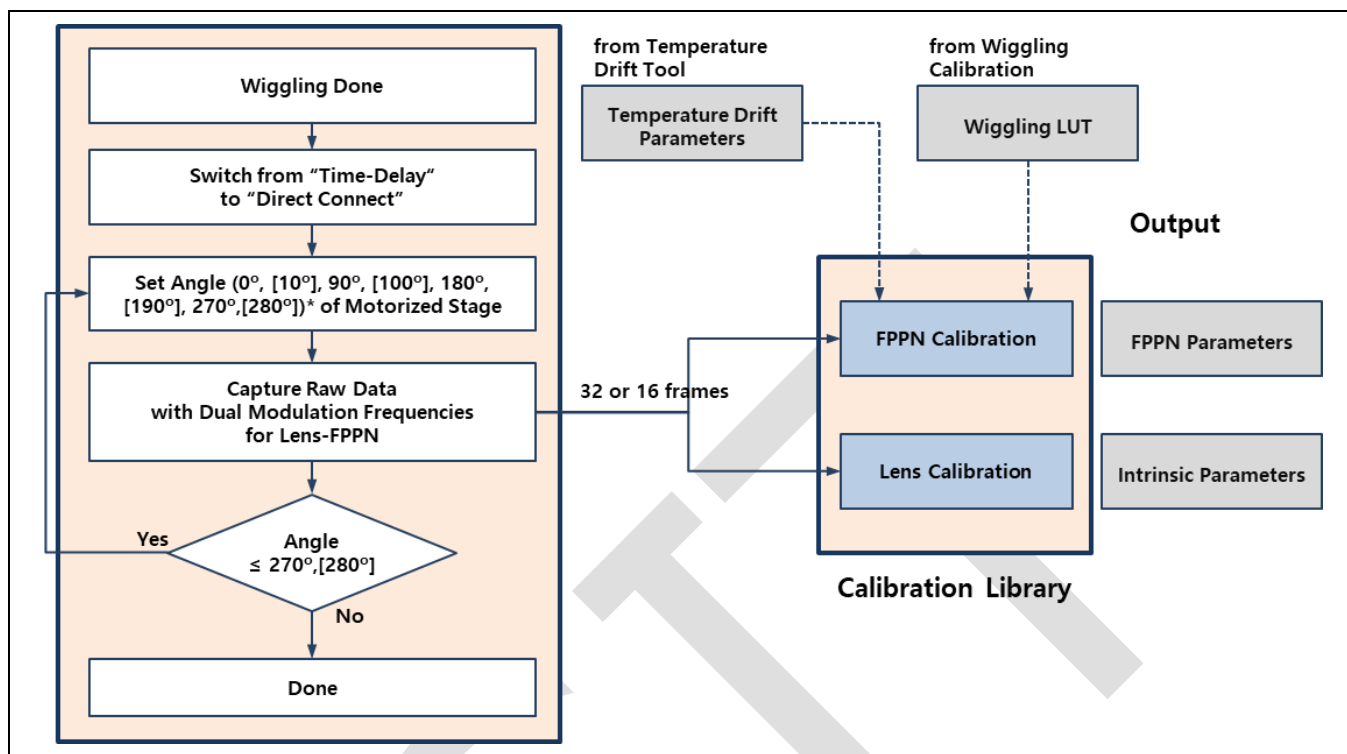 Wiggling Done
Switch from “Time-Delay“
to “Direct Connect”
Set Angle (0º, [10º], 90º, [100º], 180º,
[190º], 270º,[280º])* of Motorized Stage
Capture Raw Data
with Dual Modulation Frequencies
for Lens-FPPN
Angle
≤ 270º,[280º]
Yes
No
Done
32 or 16 frames
from Temperature
Drift Tool
Temperature Drift
Parameters
from Wiggling
Calibration
Wiggling LUT
Output
FPPN Calibration
FPPN Parameters
Lens Calibration
Intrinsic Parameters
Calibration Library